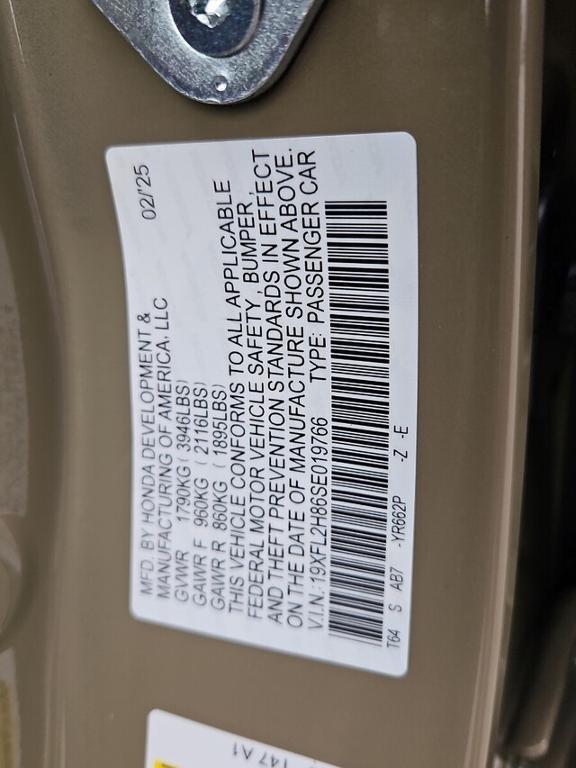 MFD. BY HONDA DEVELOPMENT &
MANUFACTURING OF AMERICA, LLC
02/'25
GVWR 1790KG (3946LBS)
GAWR F 960KG (2116LBS)
GAWR R 860KG (1895LBS)
THIS VEHICLE CONFORMS TO ALL APPLICABLE
FEDERAL MOTOR VEHICLE SAFETY, BUMPER,
AND THEFT PREVENTION STANDARDS IN EFFECT
ON THE DATE OF MANUFACTURE SHOWN ABOVE.
V.I.N.:19XFL2H86SE019766 TYPE: PASSENGER CAR
T64 S AB7 -YR662P -Z -E
147 A1